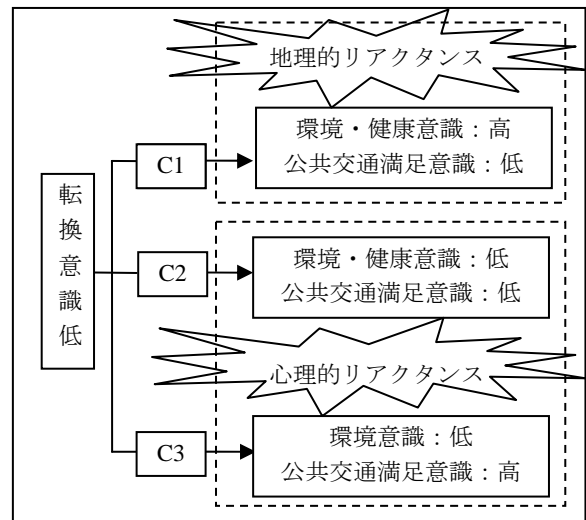 地理的リアクタンス
環境・健康意識：高
公共交通満足意識：低
C1
転換意識低
C2
環境・健康意識：低
公共交通満足意識：低
心理的リアクタンス
C3
環境意識：低
公共交通満足意識：高